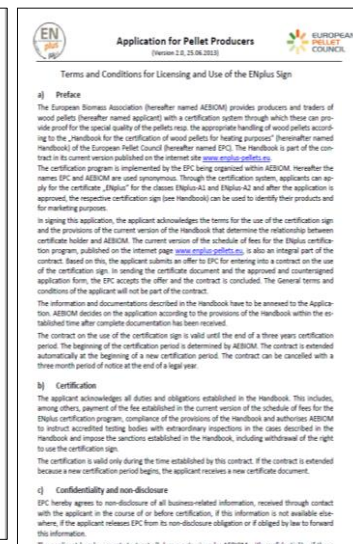 EN
plus
Application for Pellet Producers
(Version 2.0, 25.06.2013)
EUROPEAN
PELLET
COUNCIL
Terms and Conditions for Licensing and Use of the ENplus Sign
a) Preface
The European Biomass Association (hereafter named AEBIOM) provides producers and traders of
wood pellets (hereafter named applicant) with a certification system through which these can pro-
vide proof for the special quality of the pellets resp. the appropriate handling of wood pellets accord-
ing to the „Handbook for the certification of wood pellets for heating purposes" (hereinafter named
Handbook) of the European Pellet Council (hereafter named EPC). The Handbook is part of the con-
tract in its current version published on the internet site www.enplus-pellets.eu.
The certification program is implemented by the EPC being organized within AEBIOM. Hereafter the
names EPC and AEBIOM are used synonymous. Through the certification system, applicants can ap-
ply for the certificate „ENplus" for the classes ENplus-A1 and ENplus-A2 and after the application is
approved, the respective certification sign (see Handbook) can be used to identify their products and
for marketing purposes.
In signing this application, the applicant acknowledges the terms for the use of the certification sign
and the provisions of the current version of the Handbook that determine the relationship between
certificate holder and AEBIOM. The current version of the schedule of fees for the ENplus certifica-
tion program, published on the internet page www.enplus-pellets.eu, is also an integral part of the
contract. Based on this, the applicant submits an offer to EPC for entering into a contract on the use
of the certification sign. In sending the certificate document and the approved and countersigned
application form, the EPC accepts the offer and the contract is concluded. The General terms and
conditions of the applicant will not be part of the contract.
The information and documentations described in the Handbook have to be annexed to the Applica-
tion. AEBIOM decides on the application according to the provisions of the Handbook within the es-
tablished time after complete documentation has been received.
The contract on the use of the certification sign is valid until the end of a three years certification
period. The beginning of the certification period is determined by AEBIOM. The contract is extended
automatically at the beginning of a new certification period. The contract can be cancelled with a
three month period of notice at the end of a legal year.
b) Certification
The applicant acknowledges all duties and obligations established in the Handbook. This includes,
among others, payment of the fee established in the current version of the schedule of fees for the
ENplus certification program, compliance of the provisions of the Handbook and authorises AEBIOM
to instruct accredited testing bodies with extraordinary inspections in the cases described in the
Handbook and impose the sanctions established in the Handbook, including withdrawal of the right
to use the certification sign.
The certification is valid only during the time established by this contract. If the contract is extended
because a new certification period begins, the applicant receives a new certificate document.
c) Confidentiality and non-disclosure
EPC hereby agrees to non-disclosure of all business-related information, received through contact
with the applicant in the course of or before certification, if this information is not available else-
where, if the applicant releases EPC from its non-disclosure obligation or if obliged by law to forward
this information.